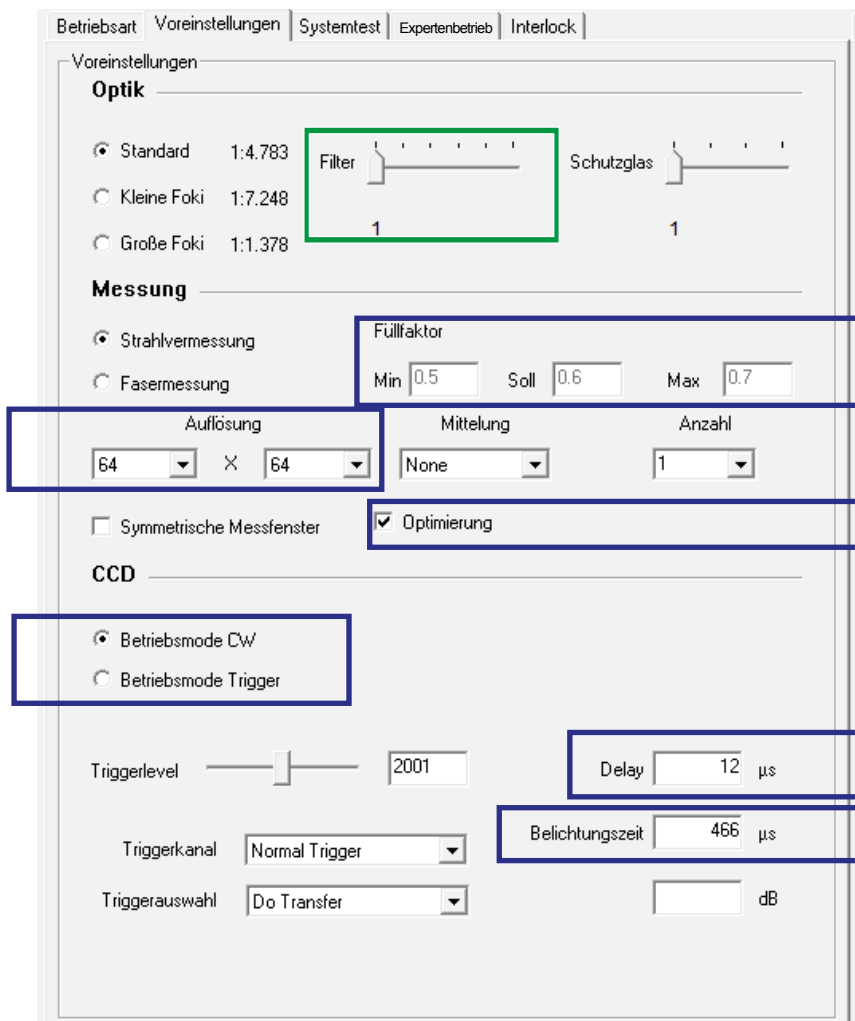 Betriebsart Voreinstellungen Systemtest Expertenbetrieb Interlock
Voreinstellungen
Optik
Standard 1:4.783
Filter
Schutzglas
Kleine Foki 1:7.248
1
1
Große Foki 1:1.378
Messung
Strahlvermessung
Füllfaktor
Fasermessung
Min 0.5 Soll 0.6 Max 0.7
Auflösung Mittelung Anzahl
64 X 64 None 1
Symmetrische Messfenster
Optimierung
CCD
Betriebsmode CW
Betriebsmode Trigger
Triggerlevel 2001
Delay 12 µs
Belichtungszeit 466 µs
Triggerkanal Normal Trigger
Triggerauswahl Do Transfer
dB